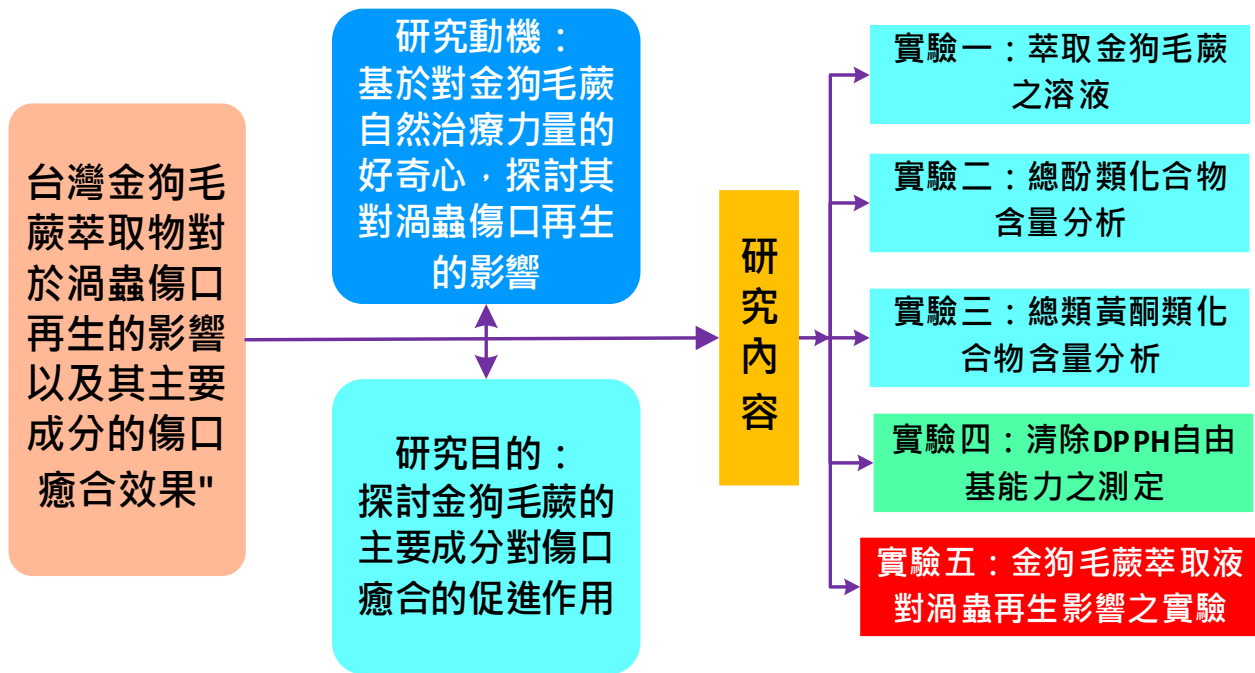 台灣金狗毛
蕨萃取物對
於渦蟲傷口
再生的影響
以及其主要
成分的傷口
癒合效果"
研究動機：
基於對金狗毛蕨
自然治療力量的
好奇心，探討其
對渦蟲傷口再生
的影響
研究目的：
探討金狗毛蕨的
主要成分對傷口
癒合的促進作用
研究內容
實驗一：萃取金狗毛蕨
之溶液
實驗二：總酚類化合物
含量分析
實驗三：總類黃酮類化
合物含量分析
實驗四：清除DPPH自由
基能力之測定
實驗五：金狗毛蕨萃取液
對渦蟲再生影響之實驗